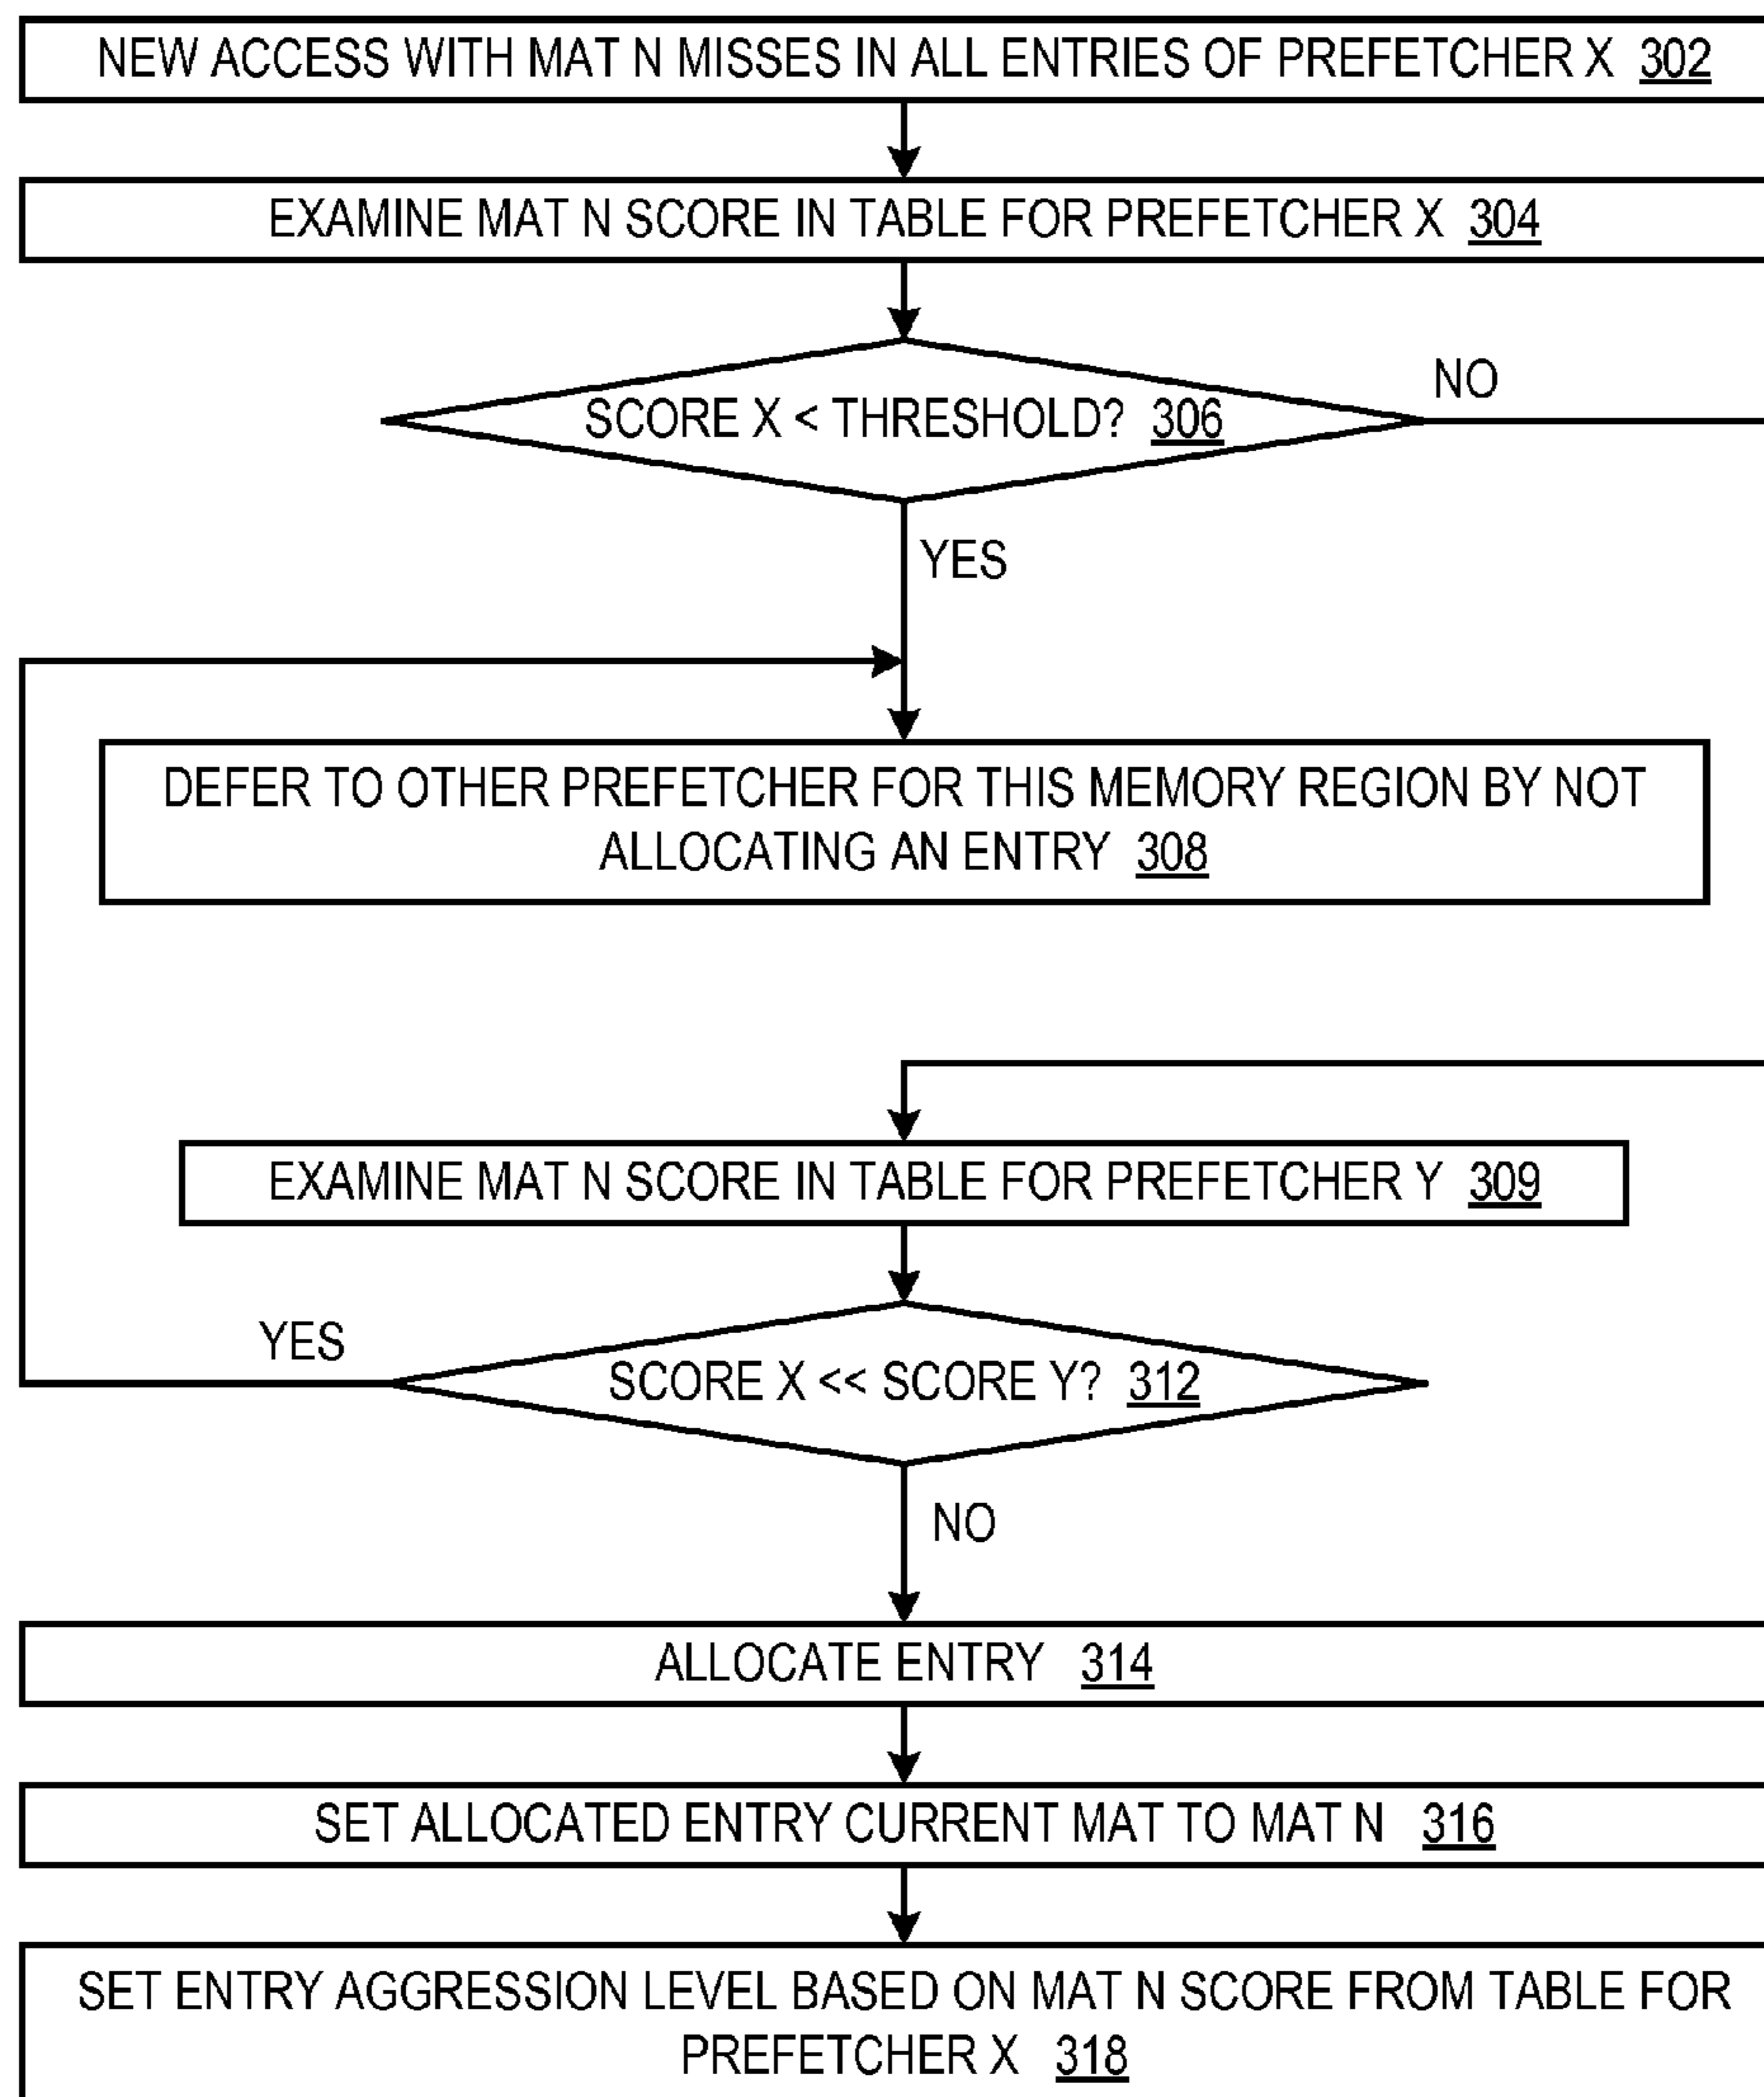 NEW ACCESS WITH MAT N MISSES IN ALL ENTRIES OF PREFETCHER X 302
EXAMINE MAT N SCORE IN TABLE FOR PREFETCHER X 304
SCORE X < THRESHOLD? 306
NO
YES
DEFER TO OTHER PREFETCHER FOR THIS MEMORY REGION BY NOT
ALLOCATING AN ENTRY 308
EXAMINE MAT N SCORE IN TABLE FOR PREFETCHER Y 309
YES
SCORE X << SCORE Y? 312
NO
ALLOCATE ENTRY 314
SET ALLOCATED ENTRY CURRENT MAT TO MAT N 316
SET ENTRY AGGRESSION LEVEL BASED ON MAT N SCORE FROM TABLE FOR
PREFETCHER X 318